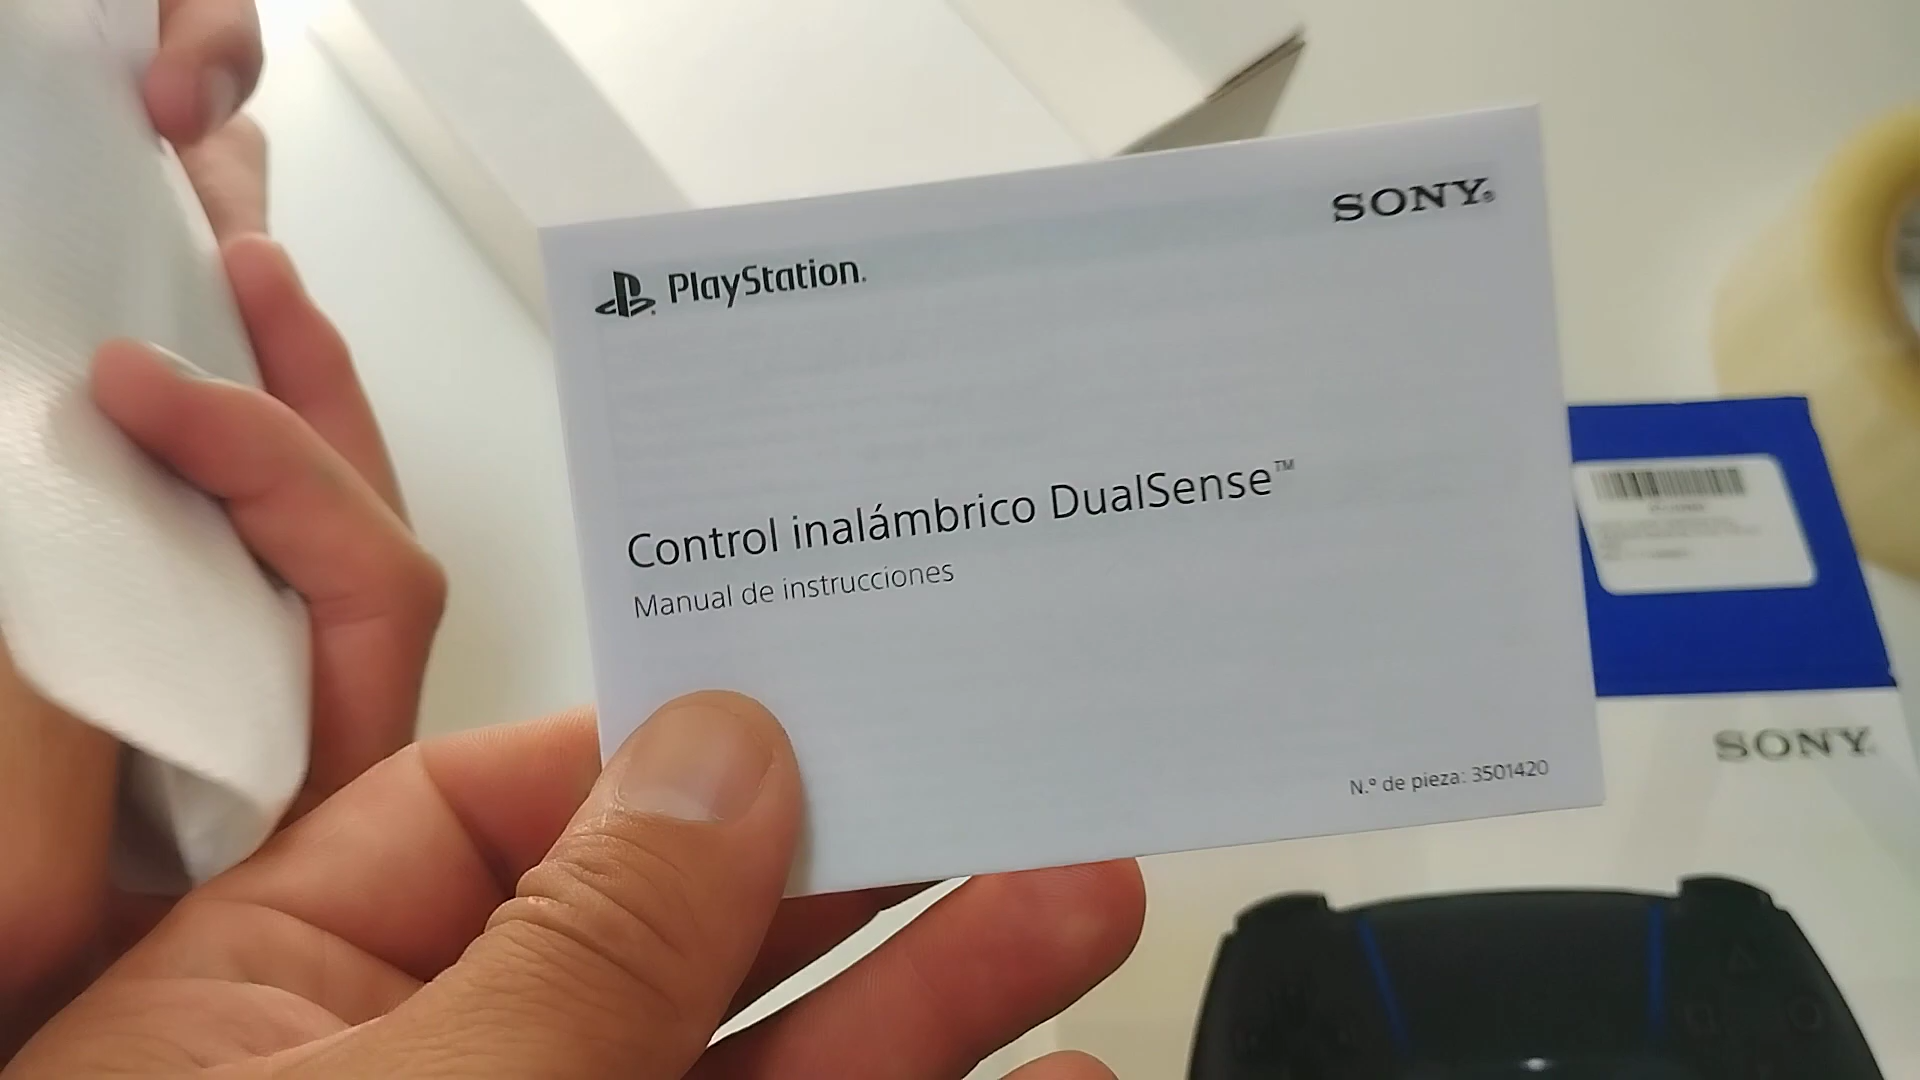 SONY®
PlayStation®
Control inalámbrico DualSense™
Manual de instrucciones
N.º de pieza: 3501420
SONY